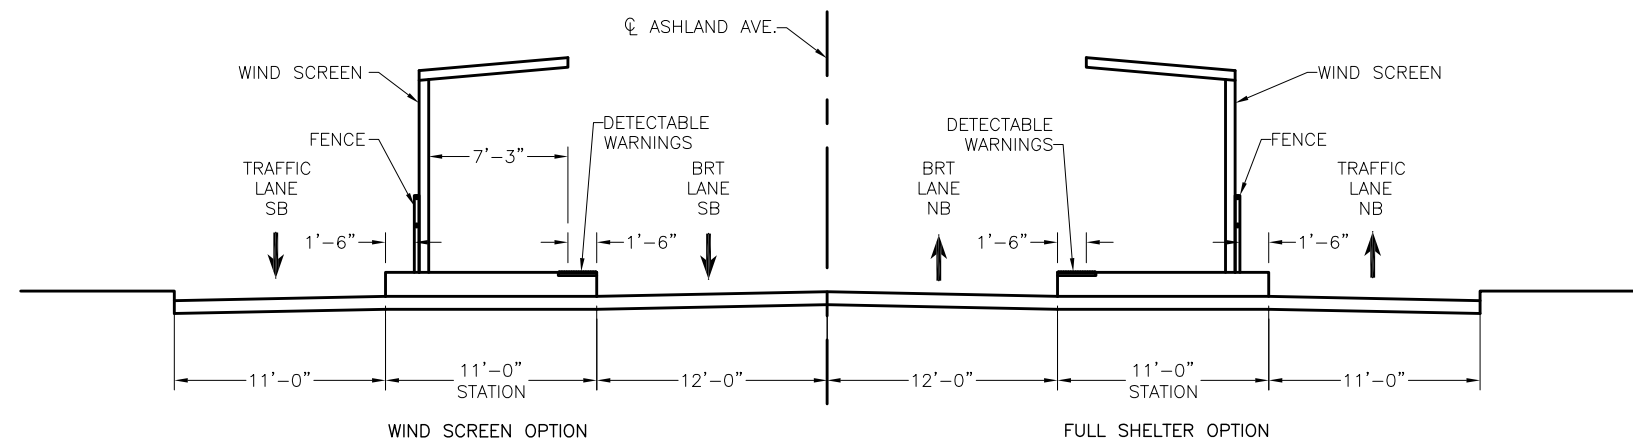 ℄ ASHLAND AVE.
WIND SCREEN
WIND SCREEN
FENCE
DETECTABLE
WARNINGS
DETECTABLE
WARNINGS
FENCE
7'-3"
TRAFFIC
LANE
SB
BRT
LANE
SB
BRT
LANE
NB
TRAFFIC
LANE
NB
1'-6"
1'-6"
1'-6"
1'-6"
11'-0"
11'-0"
STATION
12'-0"
12'-0"
11'-0"
STATION
11'-0"
WIND SCREEN OPTION
FULL SHELTER OPTION